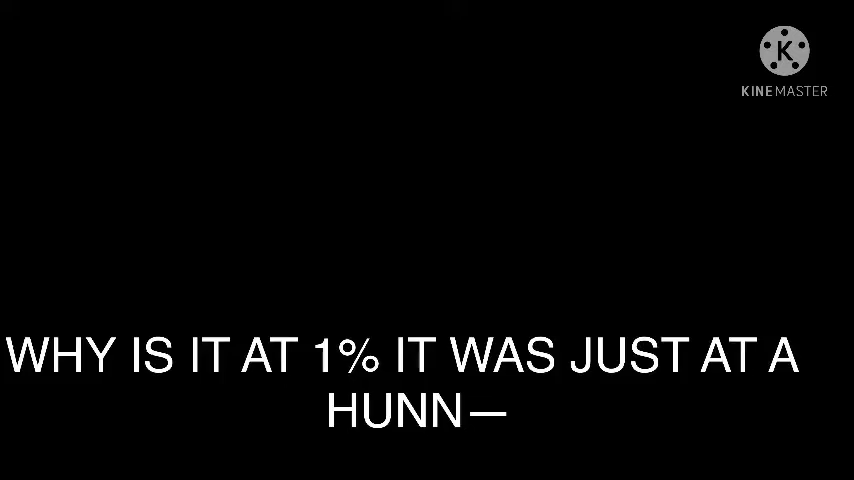 K
KINEMASTER
WHY IS IT AT 1% IT WAS JUST AT A
HUNN—